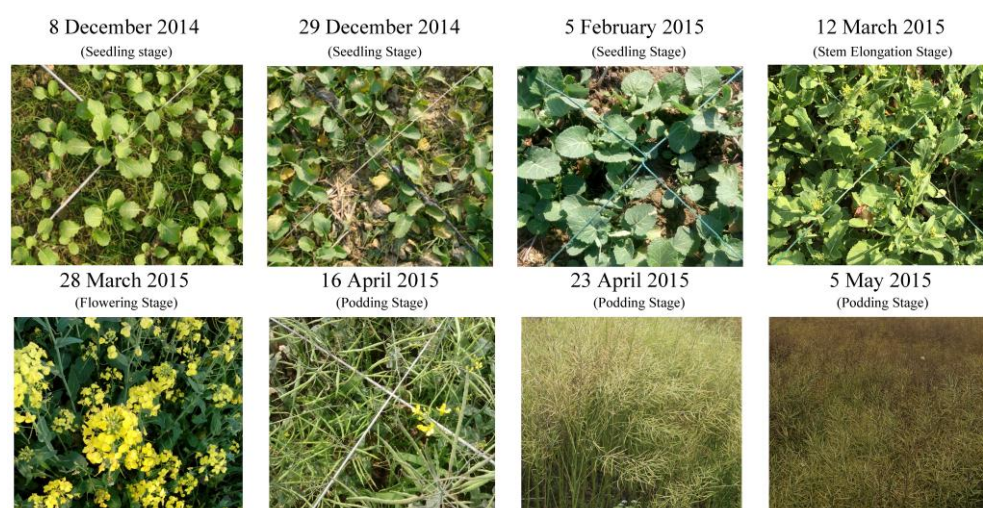 8 December 2014
(Seedling stage)
29 December 2014
(Seedling Stage)
5 February 2015
(Seedling Stage)
12 March 2015
(Stem Elongation Stage)
28 March 2015
(Flowering Stage)
16 April 2015
(Podding Stage)
23 April 2015
(Podding Stage)
5 May 2015
(Podding Stage)